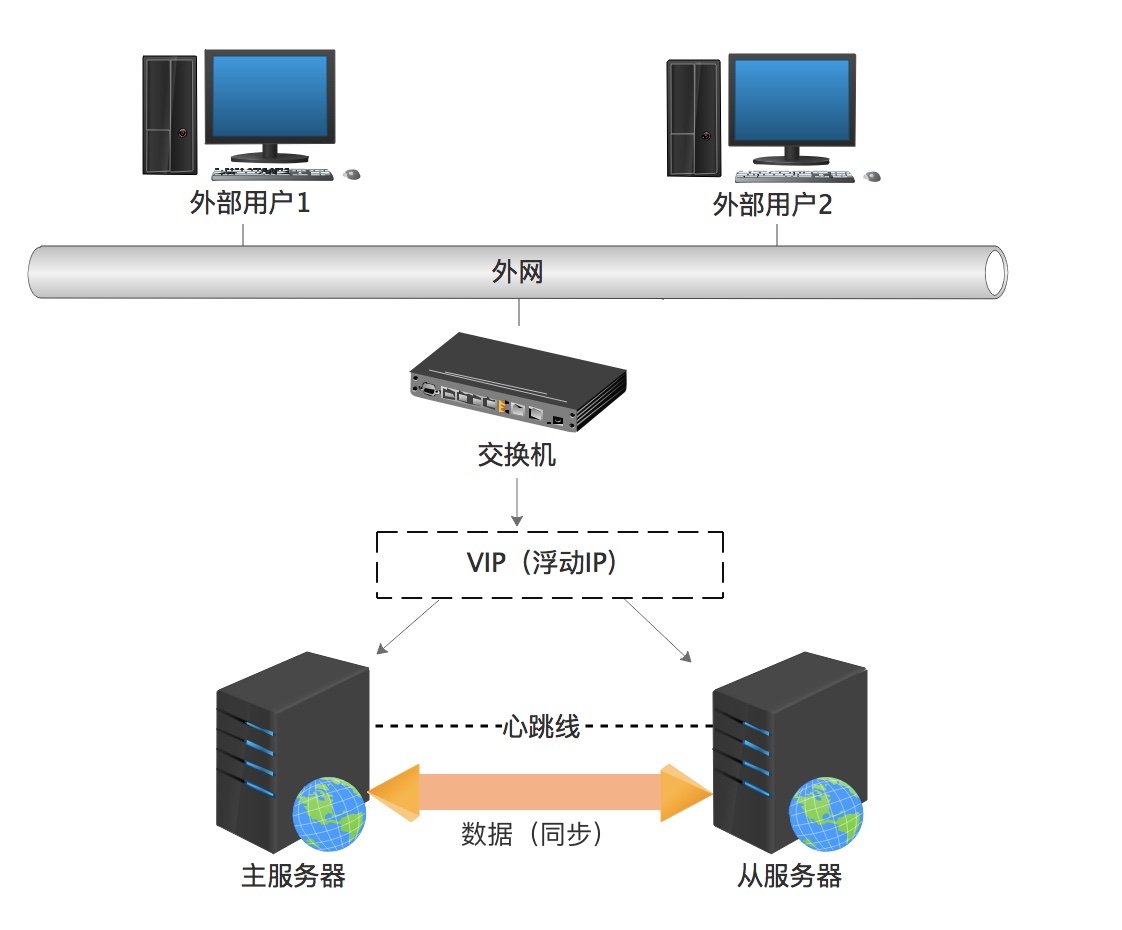 外部用户1
外部用户2
外网
交换机
VIP（浮动IP）
心跳线
数据（同步）
主服务器
从服务器